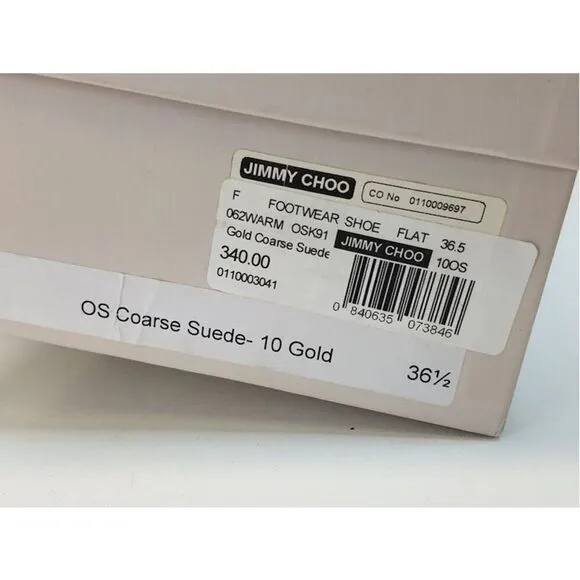 JIMMY CHOO
CO No 0110009697
F FOOTWEAR SHOE FLAT 36.5
062WARM OSK91 JIMMY CHOO 10OS
Gold Coarse Suede
340.00
0110003041
0 840635 073846
OS Coarse Suede- 10 Gold
36½